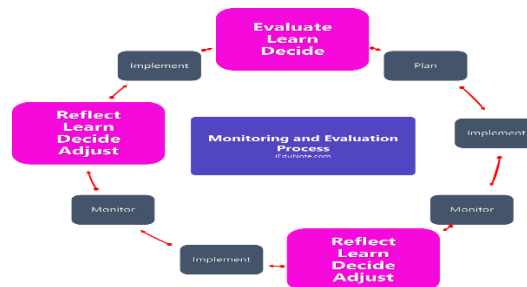 Evaluate
Learn
Decide
Plan
Implement
Monitor
Reflect
Learn
Decide
Adjust
Implement
Monitor
Reflect
Learn
Decide
Adjust
Implement
Monitoring and Evaluation
Process
iEduNote.com